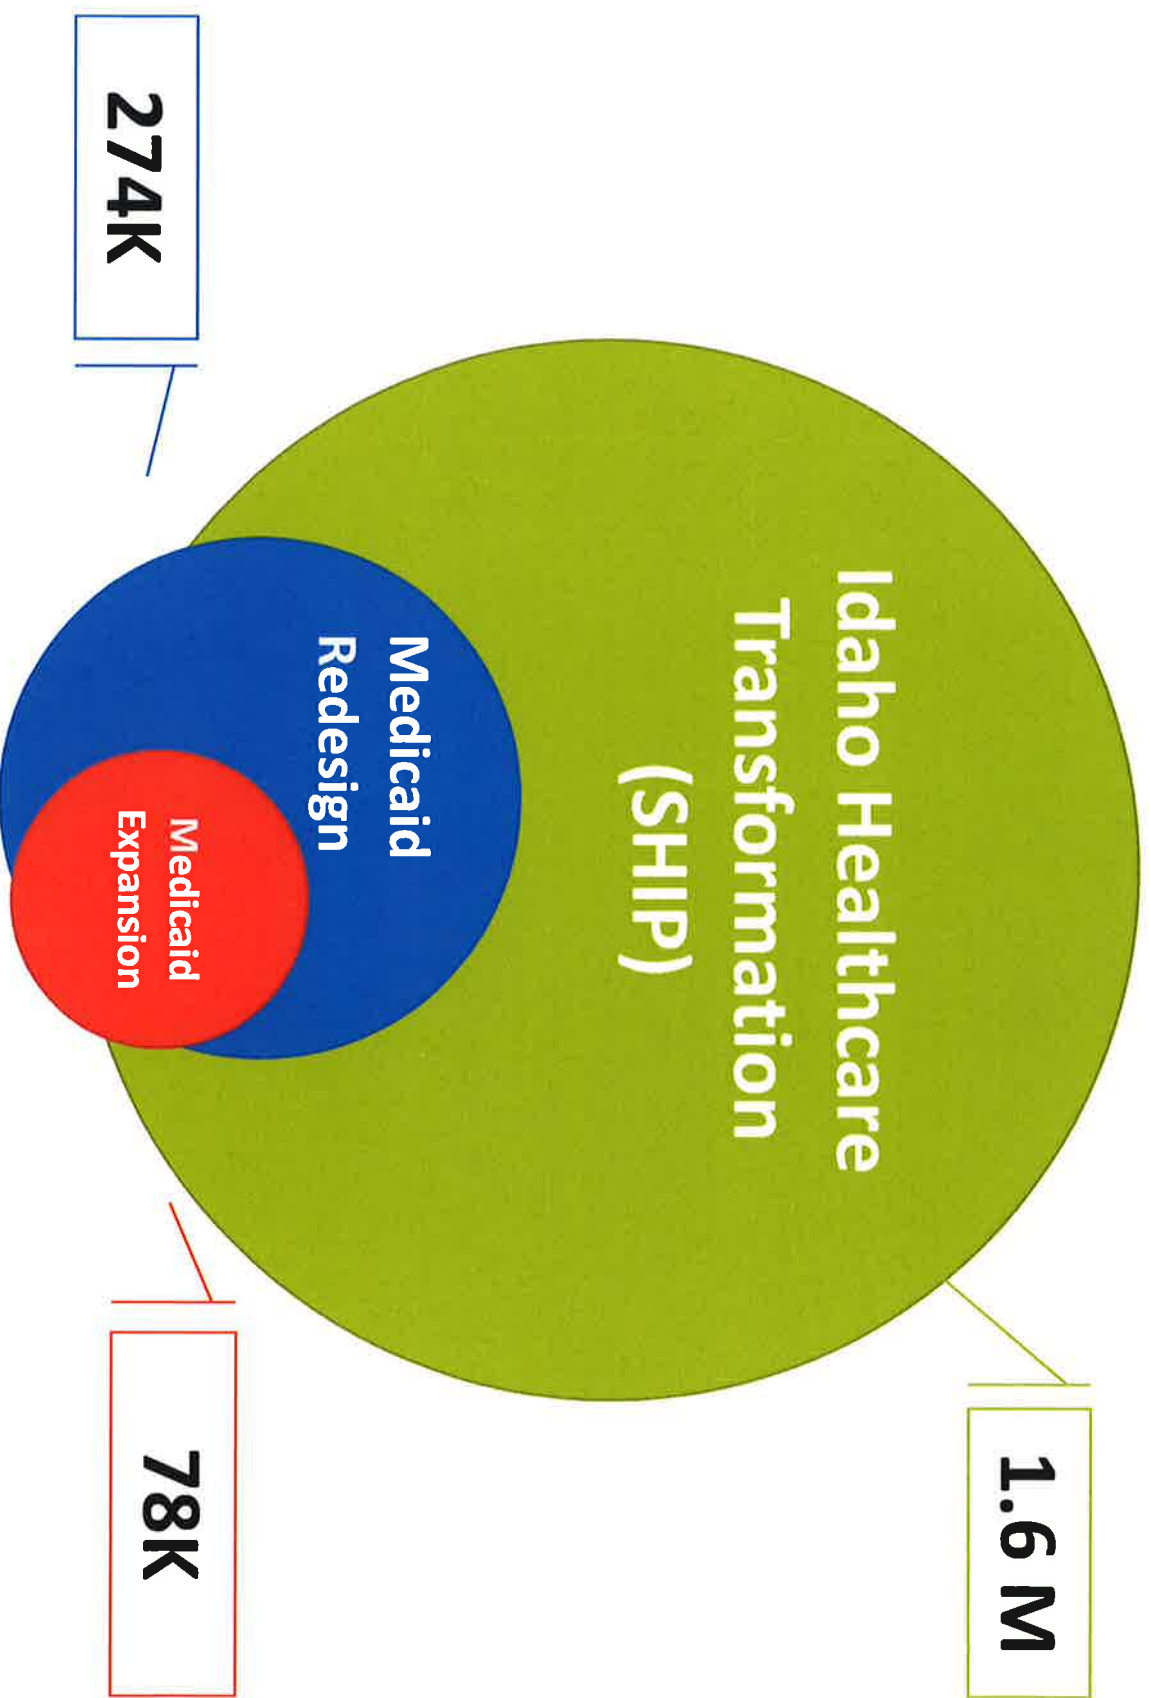 1.6 M
Idaho Healthcare
Transformation
(SHIP)
Medicaid
Redesign
Medicaid
Expansion
274K
78K